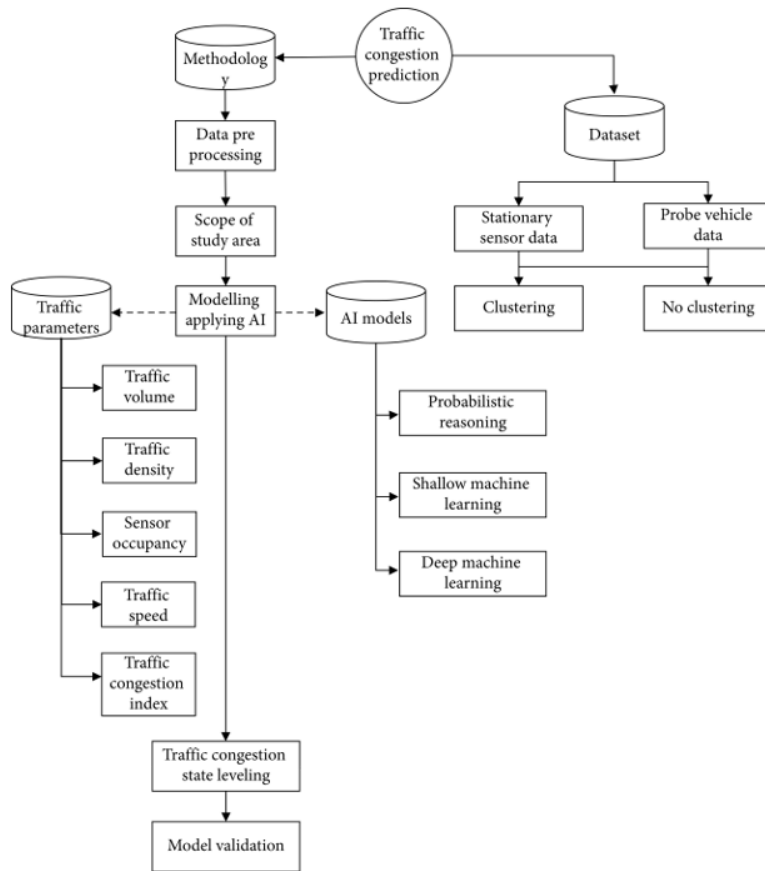 Traffic
congestion
prediction
Methodolog
y
Dataset
Data pre
processing
Scope of
study area
Stationary
sensor data
Probe vehicle
data
Traffic
parameters
Modelling
applying AI
AI models
Clustering
No clustering
Traffic
volume
Traffic
density
Sensor
occupancy
Traffic
speed
Traffic
congestion
index
Probabilistic
reasoning
Shallow machine
learning
Deep machine
learning
Traffic congestion
state leveling
Model validation